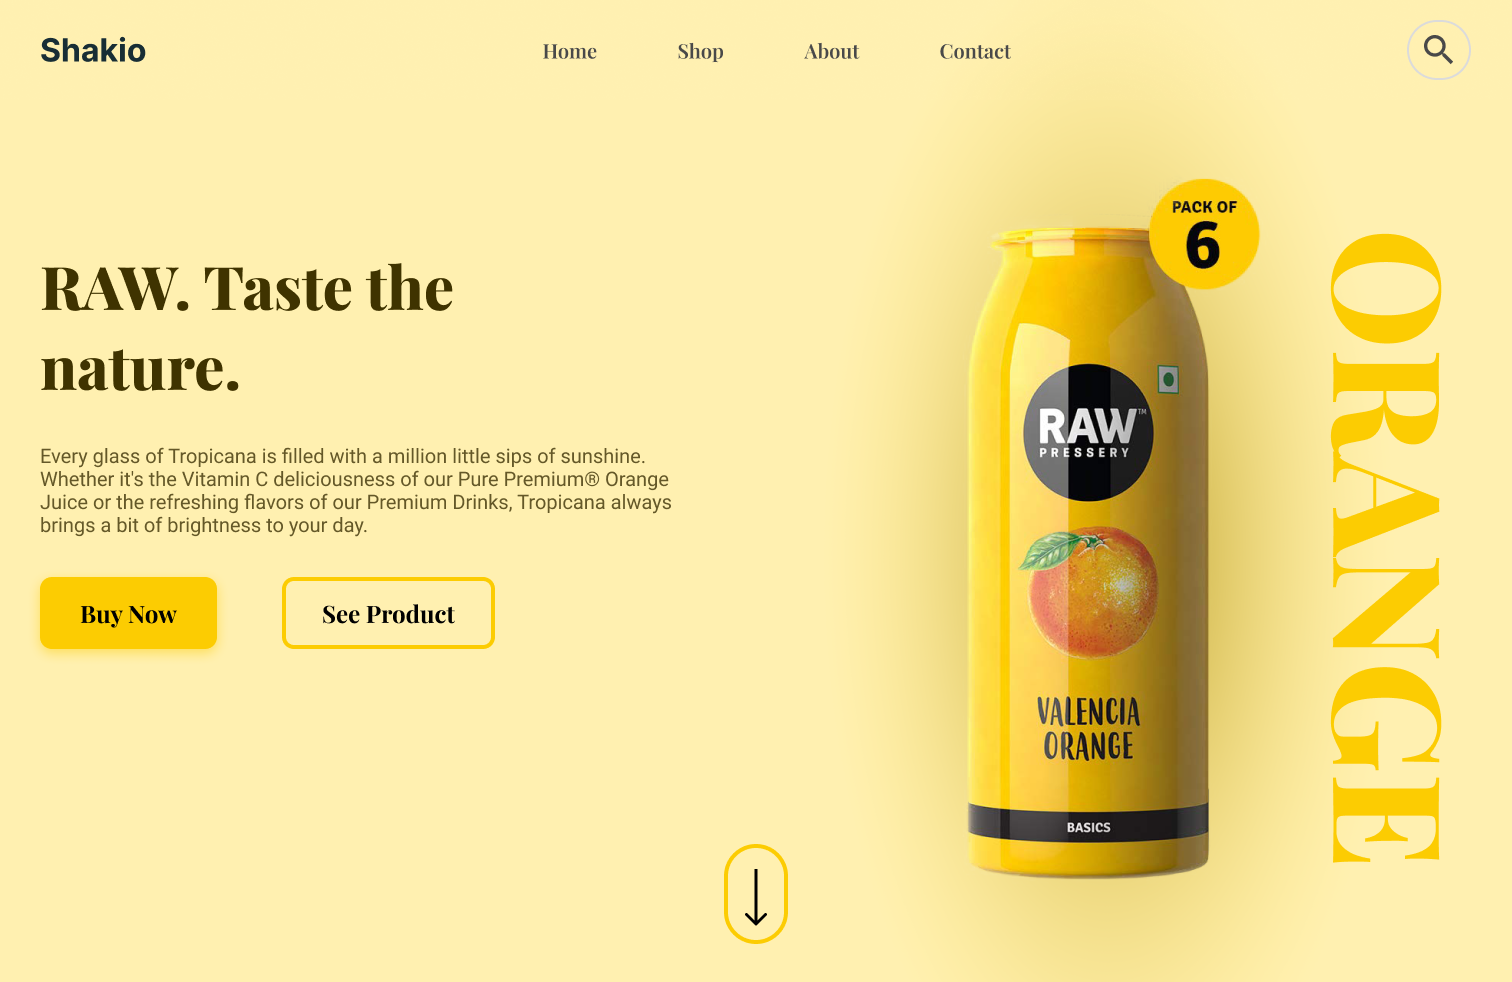 Shakio
Home
Shop
About
Contact
PACK OF
6
RAW. Taste the
nature.
Every glass of Tropicana is filled with a million little sips of sunshine.
Whether it's the Vitamin C deliciousness of our Pure Premium® Orange
Juice or the refreshing flavors of our Premium Drinks, Tropicana always
brings a bit of brightness to your day.
Buy Now
See Product
RAW™
PRESSERY
VALENCIA
ORANGE
BASICS
ORANGE